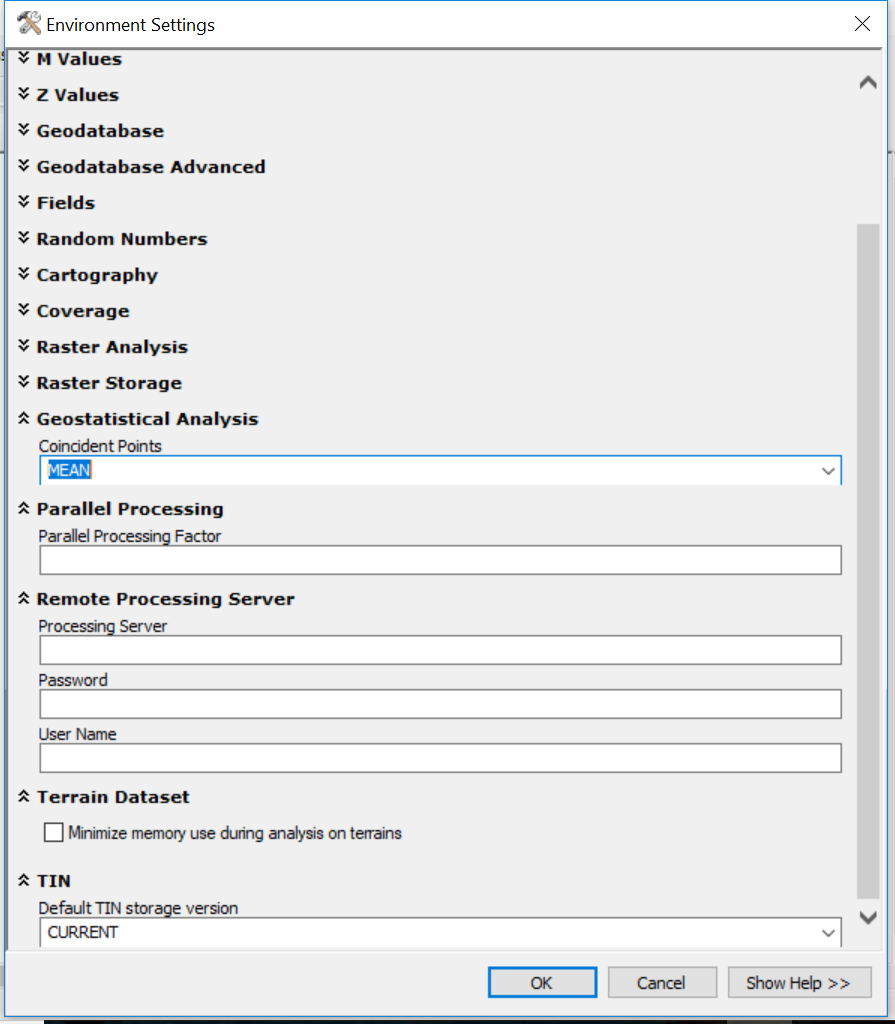 Environment Settings
M Values
Z Values
Geodatabase
Geodatabase Advanced
Fields
Random Numbers
Cartography
Coverage
Raster Analysis
Raster Storage
Geostatistical Analysis
Coincident Points
MEAN
Parallel Processing
Parallel Processing Factor
Remote Processing Server
Processing Server
Password
User Name
Terrain Dataset
Minimize memory use during analysis on terrains
TIN
Default TIN storage version
CURRENT
OK Cancel Show Help >>